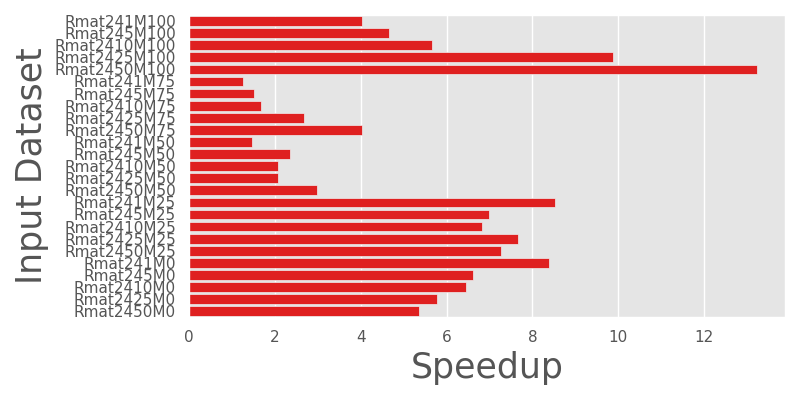 Input Dataset
Rmat241M100
Rmat245M100
Rmat2410M100
Rmat2425M100
Rmat2450M100
Rmat241M75
Rmat245M75
Rmat2410M75
Rmat2425M75
Rmat2450M75
Rmat241M50
Rmat245M50
Rmat2410M50
Rmat2425M50
Rmat2450M50
Rmat241M25
Rmat245M25
Rmat2410M25
Rmat2425M25
Rmat2450M25
Rmat241M0
Rmat245M0
Rmat2410M0
Rmat2425M0
Rmat2450M0
0 2 4 6 8 10 12
Speedup